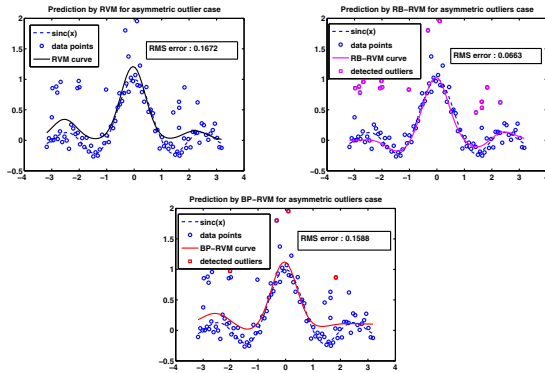 Prediction by RVM for asymmetric outlier case
2
1.5
1
0.5
0
−0.5
−4 −3 −2 −1 0 1 2 3 4
sinc(x)
data points
RVM curve
RMS error : 0.1672
Prediction by RB−RVM for asymmetric outlier case
2
1.5
1
0.5
0
−0.5
−4 −3 −2 −1 0 1 2 3 4
sinc(x)
data points
RB−RVM curve
detected outliers
RMS error : 0.0663
Prediction by BP−RVM for asymmetric outliers case
2
1.5
1
0.5
0
−0.5
−4 −3 −2 −1 0 1 2 3 4
sinc(x)
data points
BP−RVM curve
detected outliers
RMS error : 0.1588